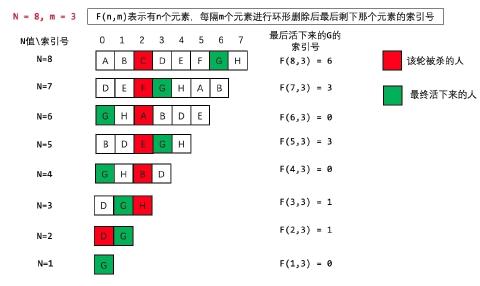 N = 8, m = 3
F(n,m)表示有n个元素，每隔m个元素进行环形删除后最后剩下那个元素的索引号
N值\索引号 0 1 2 3 4 5 6 7 最后活下来的G的索引号
N=8 A B C D E F G H F(8,3) = 6
N=7 D E F G H A B F(7,3) = 3
N=6 G H A B D E F(6,3) = 0
N=5 B D E G H F(5,3) = 3
N=4 G H B D F(4,3) = 0
N=3 D G H F(3,3) = 1
N=2 D G F(2,3) = 1
N=1 G F(1,3) = 0
该轮被杀的人
最终活下来的人